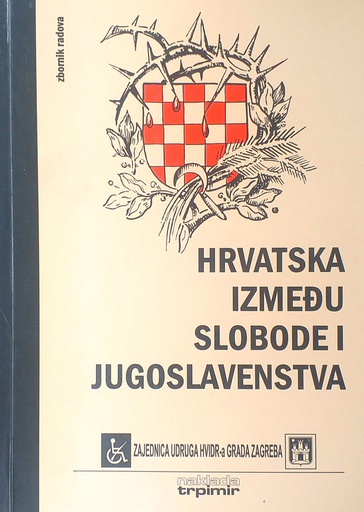 zbornik radova
HRVATSKA
IZMEĐU
SLOBODE I
JUGOSLAVENSTVA
ZAJEDNICA UDRUGA HVIDR-a GRADA ZAGREBA
naklada
trpimir